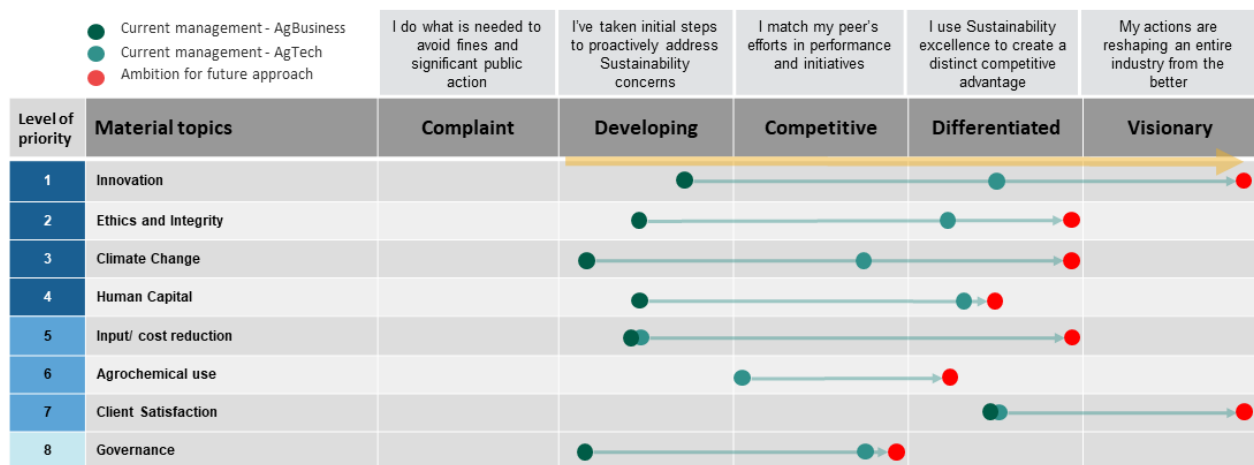 Current management - AgBusiness
Current management - AgTech
Ambition for future approach
I do what is needed to
avoid fines and
significant public
action
I've taken initial steps
to proactively address
Sustainability
concerns
I match my peer's
efforts in performance
and initiatives
I use Sustainability
excellence to create a
distinct competitive
advantage
My actions are
reshaping an entire
industry from the
better
Level of
priority
Material topics
Complaint
Developing
Competitive
Differentiated
Visionary
1
Innovation
2
Ethics and Integrity
3
Climate Change
4
Human Capital
5
Input/ cost reduction
6
Agrochemical use
7
Client Satisfaction
8
Governance